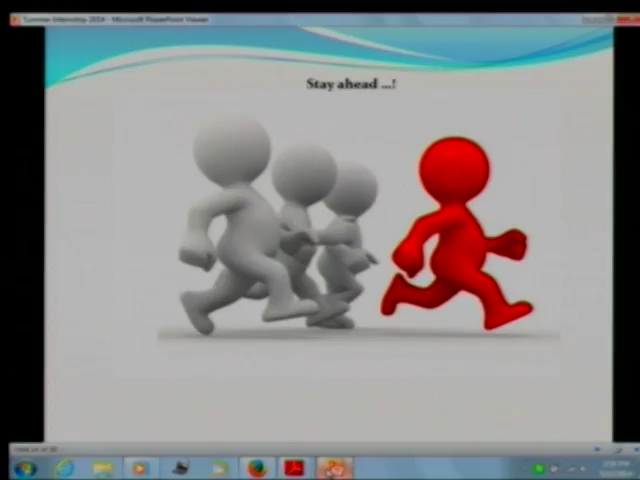 Summer Internship 2014 - Microsoft PowerPoint Viewer
Stay ahead ...!